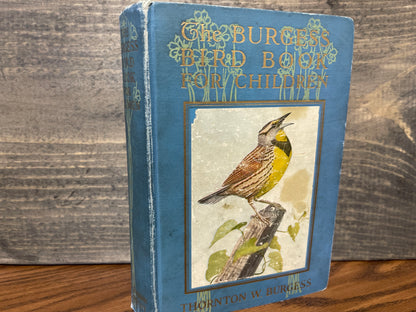 The BURGESS
BIRD BOOK
FOR CHILDREN
THORNTON W. BURGESS